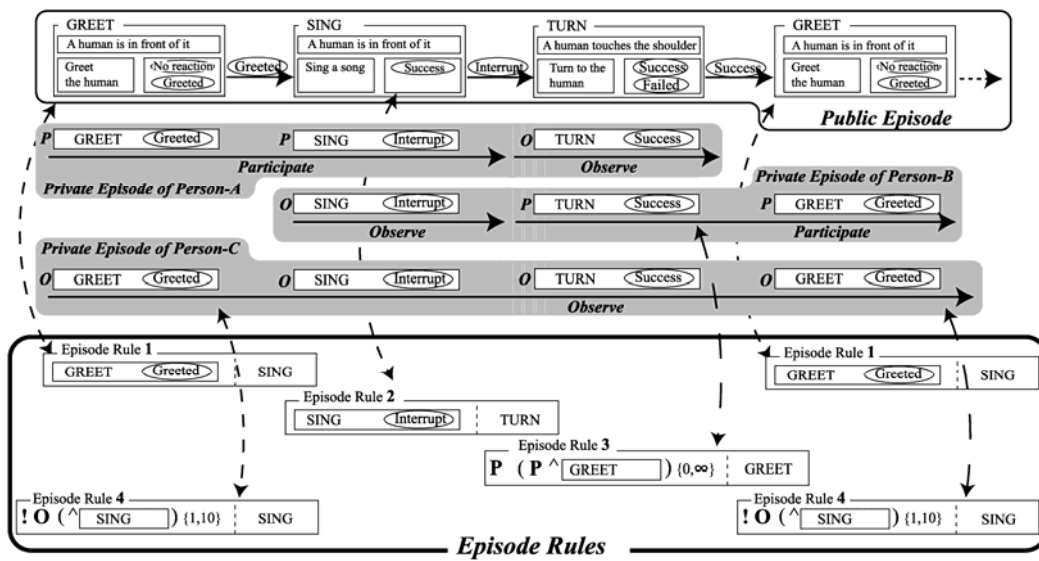 GREET
A human is in front of it
Greet
the human
No reaction
Greeted
Greeted
SING
A human is in front of it
Sing a song
Success
Interrupt
TURN
A human touches the shoulder
Turn to the
human
Success
Failed
Success
GREET
A human is in front of it
Greet
the human
No reaction
Greeted
Public Episode
P GREET Greeted P SING Interrupt O TURN Success
Participate Observe
Private Episode of Person-A Private Episode of Person-B
O SING Interrupt P TURN Success P GREET Greeted
Observe Participate
Private Episode of Person-C
O GREET Greeted O SING Interrupt O TURN Success O GREET Greeted
Observe
Episode Rule 1 Episode Rule 1
GREET Greeted SING GREET Greeted SING
Episode Rule 2
SING Interrupt TURN
Episode Rule 3
P (P ^ GREET ) {0,∞} GREET
Episode Rule 4 Episode Rule 4
! O (^ SING ) {1,10} SING ! O (^ SING ) {1,10} SING
Episode Rules